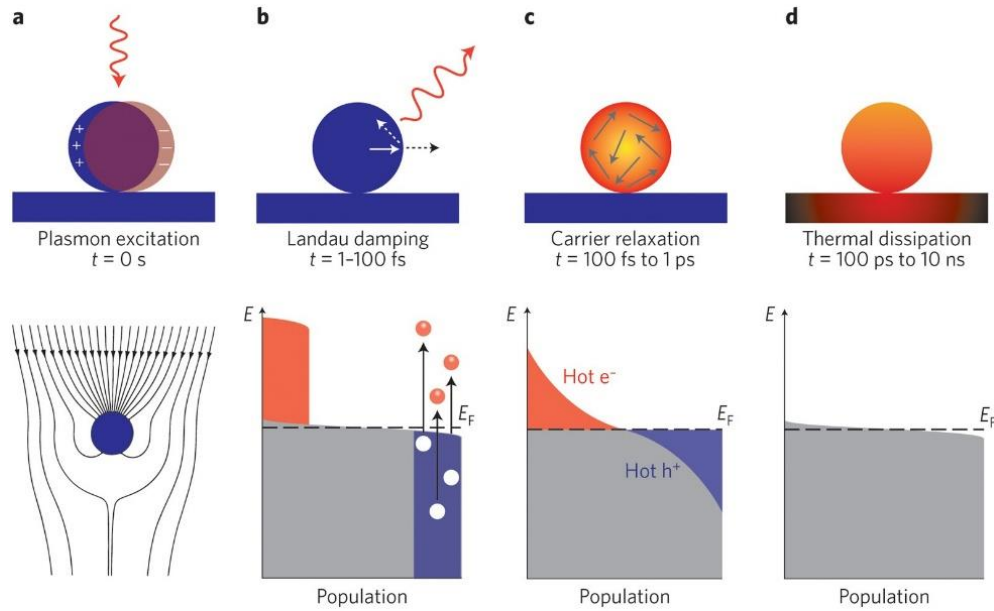 a
b
c
d
+ + +
− − −
Plasmon excitation
t = 0 s
Landau damping
t = 1–100 fs
Carrier relaxation
t = 100 fs to 1 ps
Thermal dissipation
t = 100 ps to 10 ns
E
EF
Population
E
Hot e−
EF
Hot h+
Population
E
EF
Population